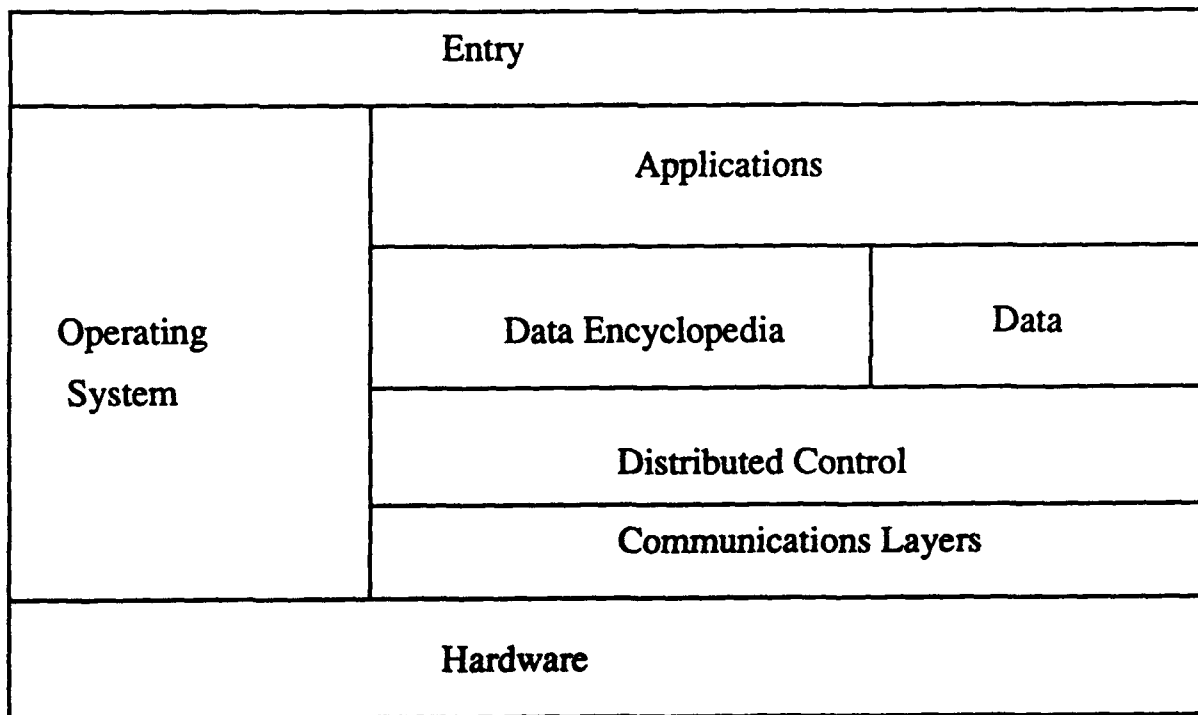 Entry
Applications
Operating
System
Data Encyclopedia
Data
Distributed Control
Communications Layers
Hardware